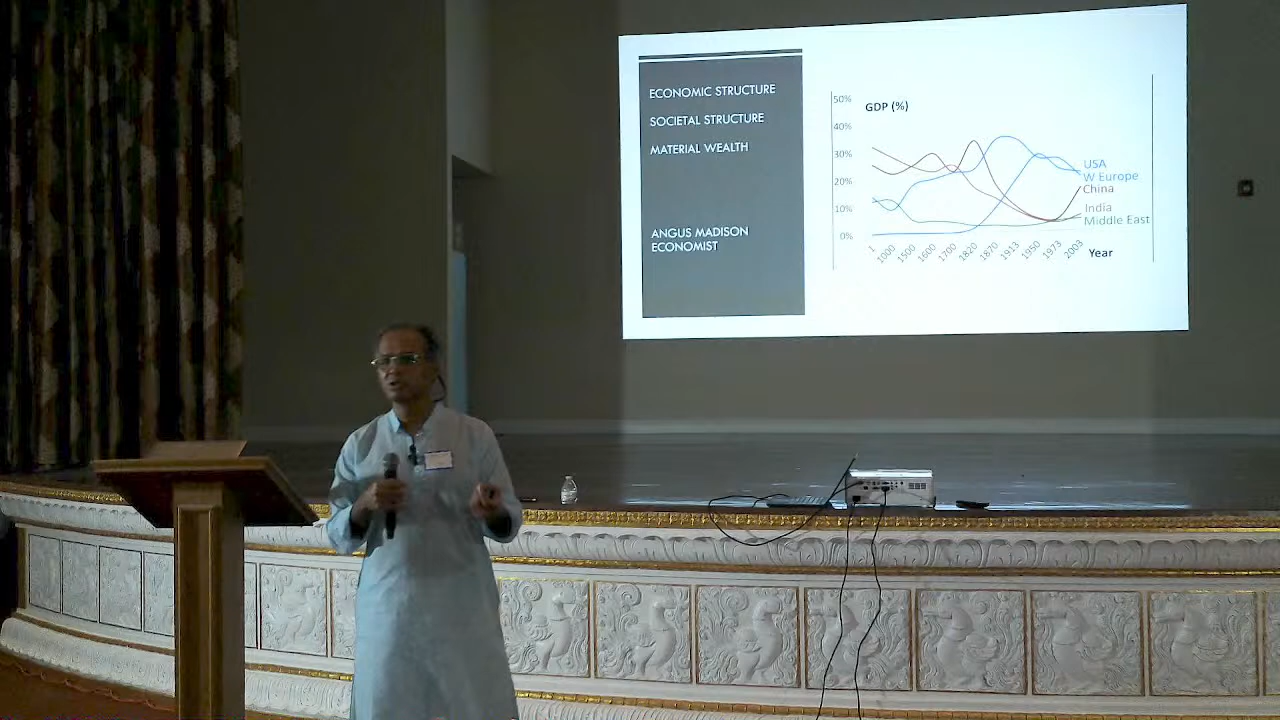 ECONOMIC STRUCTURE
SOCIETAL STRUCTURE
MATERIAL WEALTH
ANGUS MADISON
ECONOMIST
GDP (%)
50%
40%
30%
20%
10%
0%
USA
W Europe
China
India
Middle East
1 1000 1500 1600 1700 1820 1870 1913 1950 1973 2003
Year